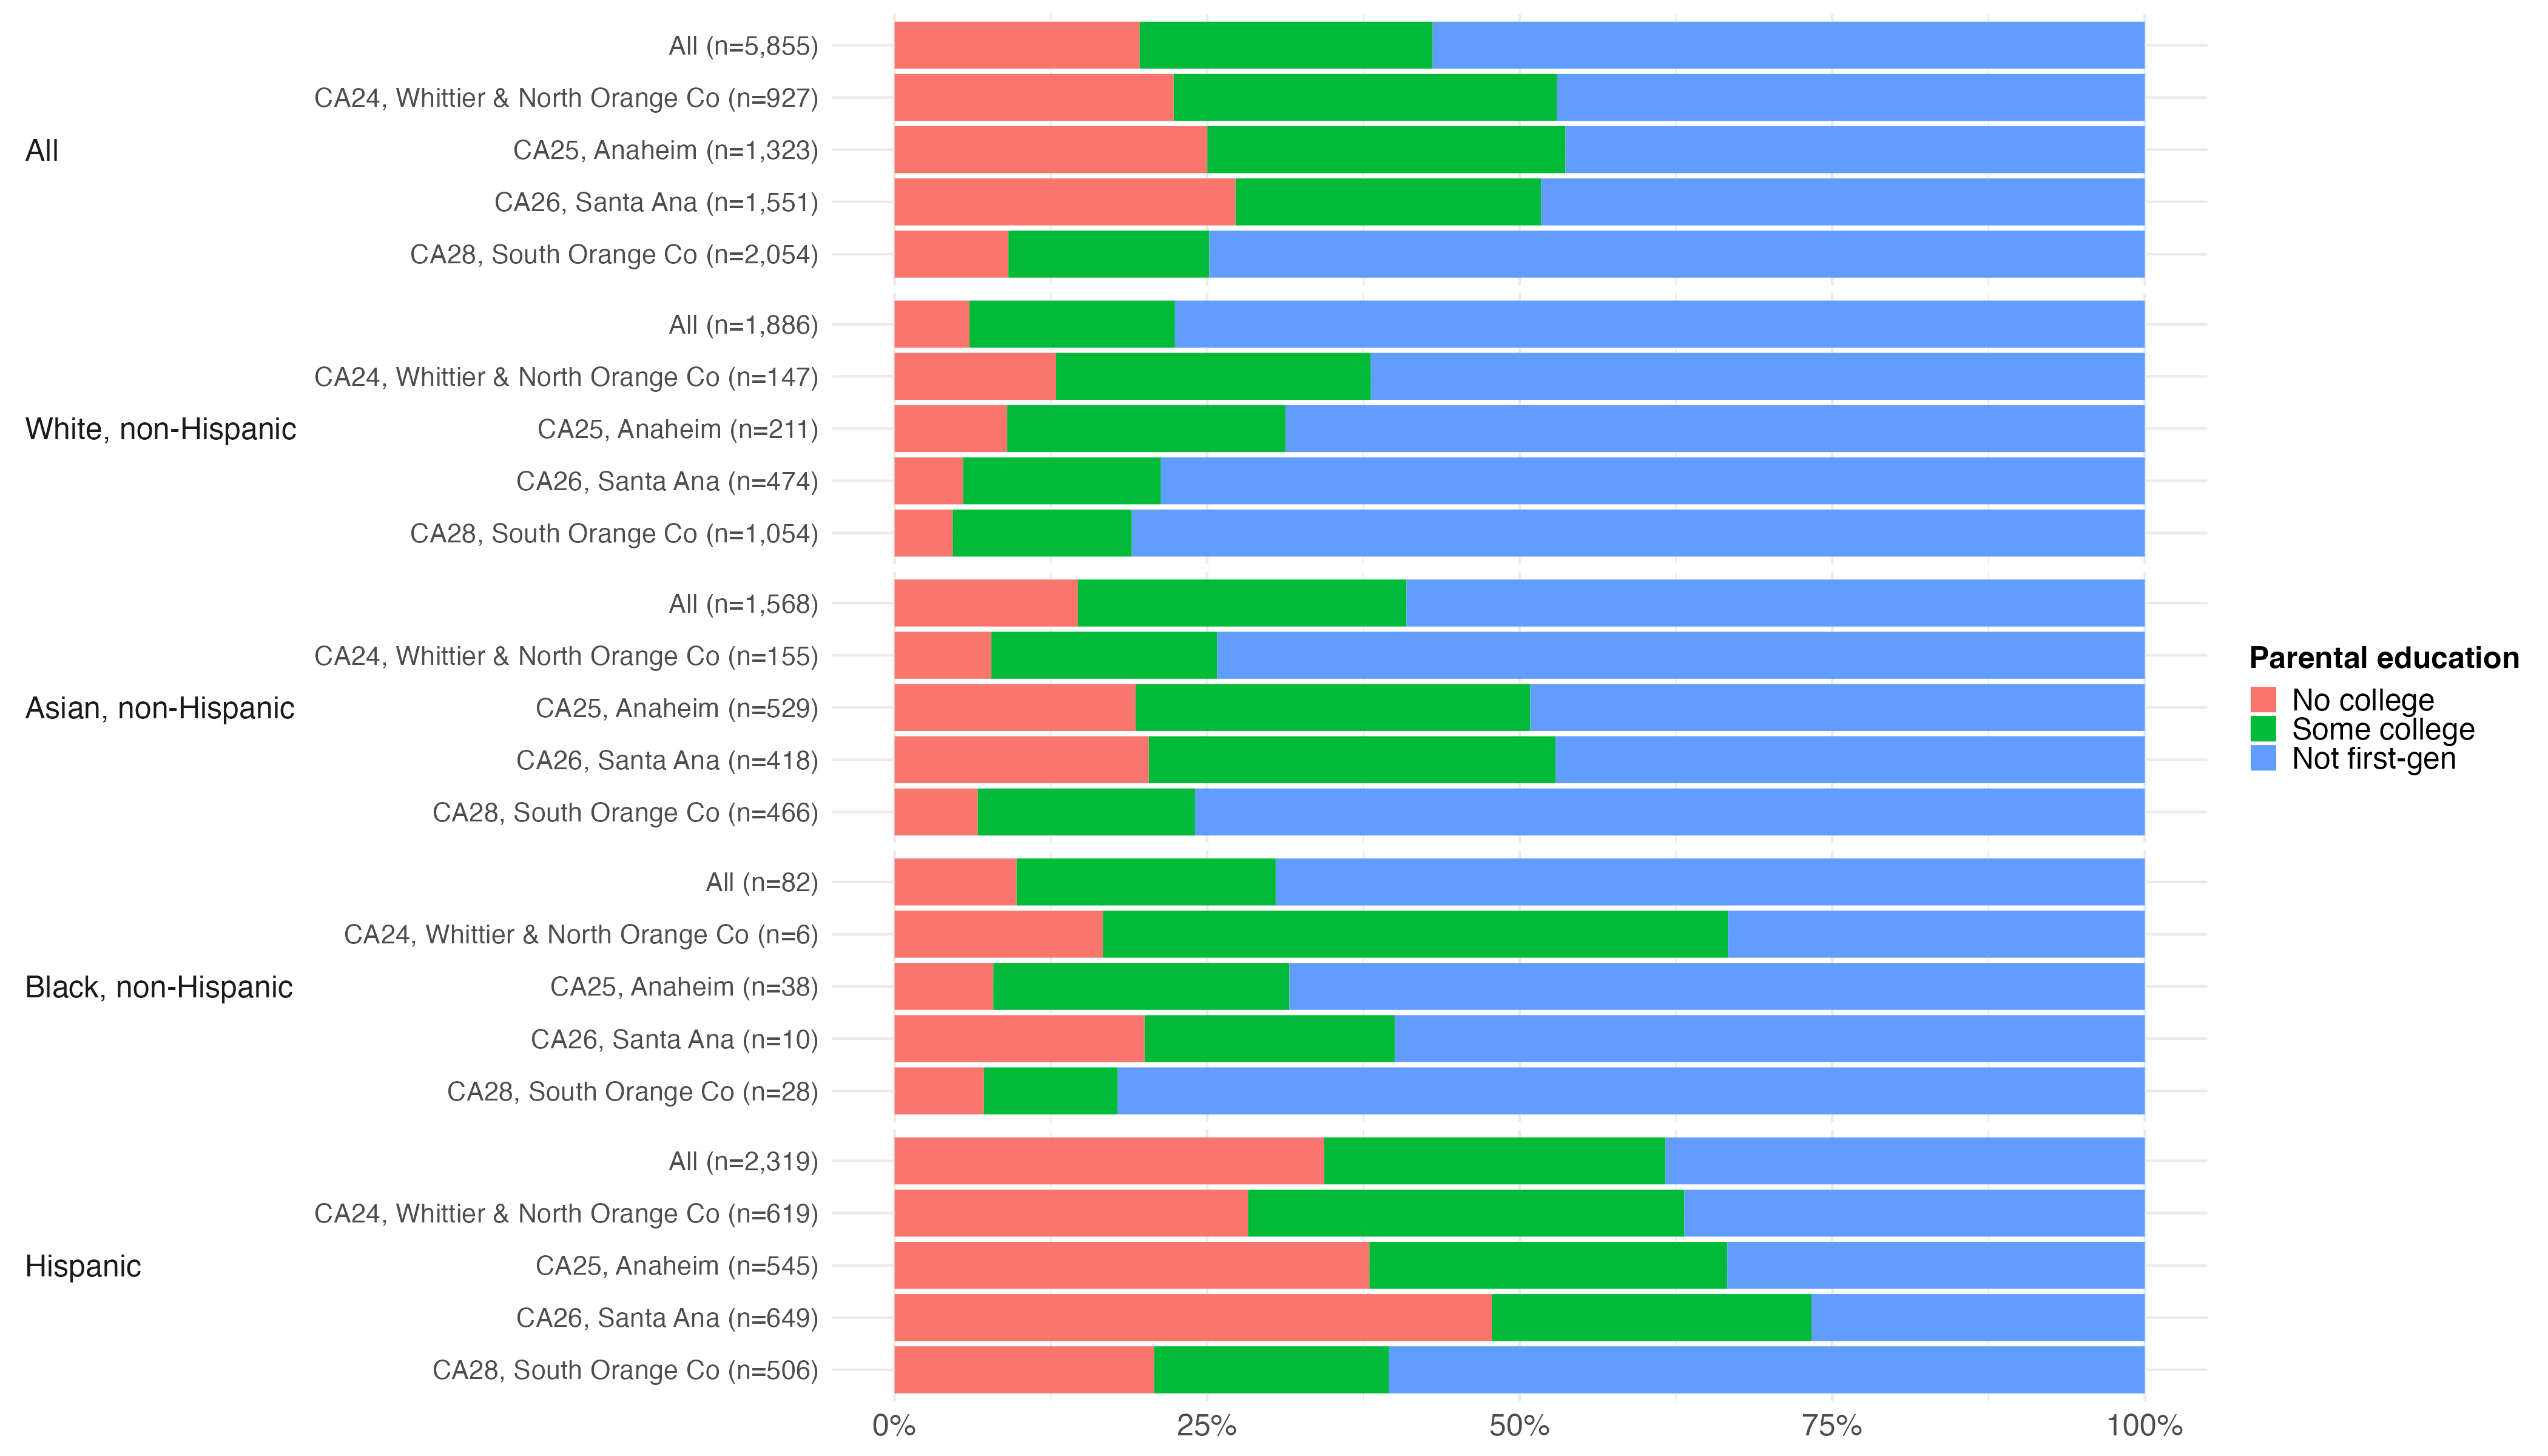 All
All (n=5,855)
CA24, Whittier & North Orange Co (n=927)
CA25, Anaheim (n=1,323)
CA26, Santa Ana (n=1,551)
CA28, South Orange Co (n=2,054)
White, non-Hispanic
All (n=1,886)
CA24, Whittier & North Orange Co (n=147)
CA25, Anaheim (n=211)
CA26, Santa Ana (n=474)
CA28, South Orange Co (n=1,054)
Asian, non-Hispanic
All (n=1,568)
CA24, Whittier & North Orange Co (n=155)
CA25, Anaheim (n=529)
CA26, Santa Ana (n=418)
CA28, South Orange Co (n=466)
Black, non-Hispanic
All (n=82)
CA24, Whittier & North Orange Co (n=6)
CA25, Anaheim (n=38)
CA26, Santa Ana (n=10)
CA28, South Orange Co (n=28)
Hispanic
All (n=2,319)
CA24, Whittier & North Orange Co (n=619)
CA25, Anaheim (n=545)
CA26, Santa Ana (n=649)
CA28, South Orange Co (n=506)
0% 25% 50% 75% 100%
Parental education
No college
Some college
Not first-gen